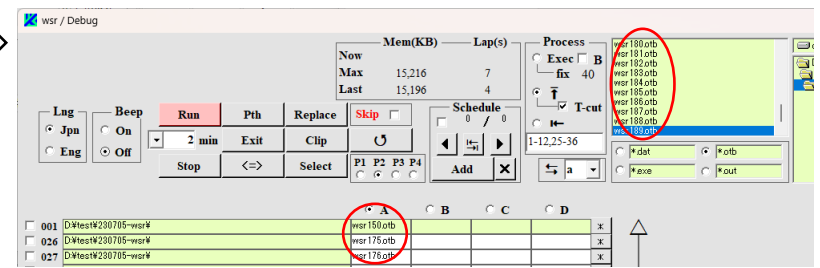 wsr / Debug
Mem(KB) Lap(s)
Now
Max 15,216 7
Last 15,196 4
Process
Exec B
fix 40
T-cut
1-12,25-36
a
wsr180.otb
wsr181.otb
wsr182.otb
wsr183.otb
wsr184.otb
wsr185.otb
wsr186.otb
wsr187.otb
wsr188.otb
wsr189.otb
*.dat *.otb
*.exe *.out
Lng Beep
Jpn On
Eng Off
Run Pth Replace Skip
2 min Exit Clip ↺
Stop <=> Select P1 P2 P3 P4
Schedule
0 / 0
Add X
A B C D
001 D:¥test¥230705-wsr¥ wsr150.otb x
026 D:¥test¥230705-wsr¥ wsr175.otb x
027 D:¥test¥230705-wsr¥ wsr176.otb x